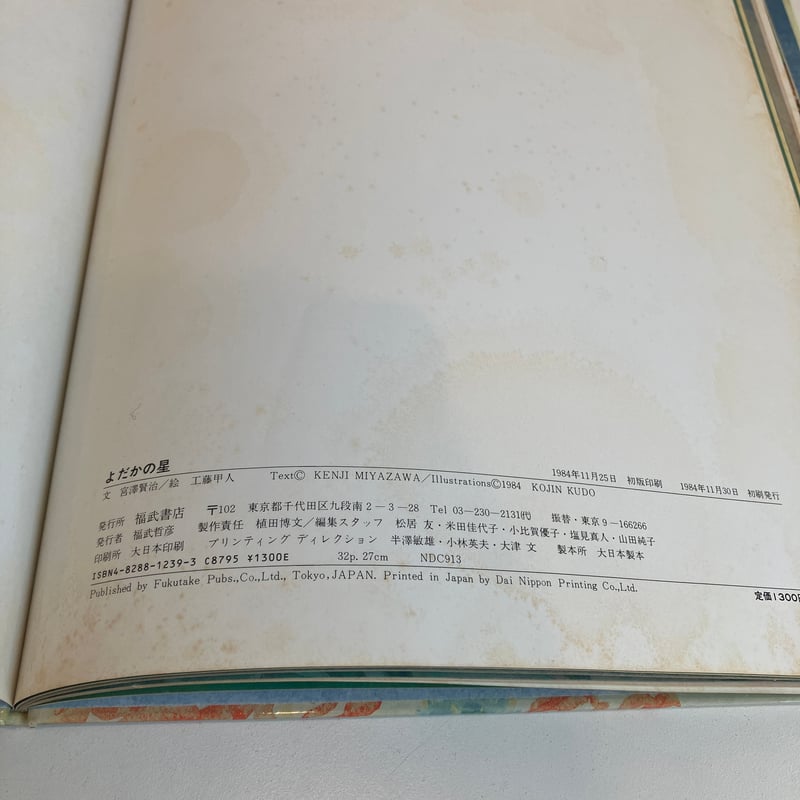 よだかの星
1984年11月25日 初版印刷 1984年11月30日 初刷発行
文 宮澤賢治／絵 工藤甲人 Text© KENJI MIYAZAWA／Illustrations©1984 KOJIN KUDO
発行所 福武書店 〒102 東京都千代田区九段南2－3－28 Tel 03―230―2131㈹ 振替・東京9－166266
発行者 福武哲彦 製作責任 植田博文／編集スタッフ 松居 友・米田佳代子・小比賀優子・塩見真人・山田純子
印刷所 大日本印刷 プリンティング ディレクション 半澤敏雄・小林英夫・大津 文 製本所 大日本製本
ISBN4-8288-1239-3 C8795 ¥1300E 32p. 27cm NDC913
Published by Fukutake Pubs.,Co.,Ltd., Tokyo,JAPAN. Printed in Japan by Dai Nippon Printing Co.,Ltd.
定価1300円